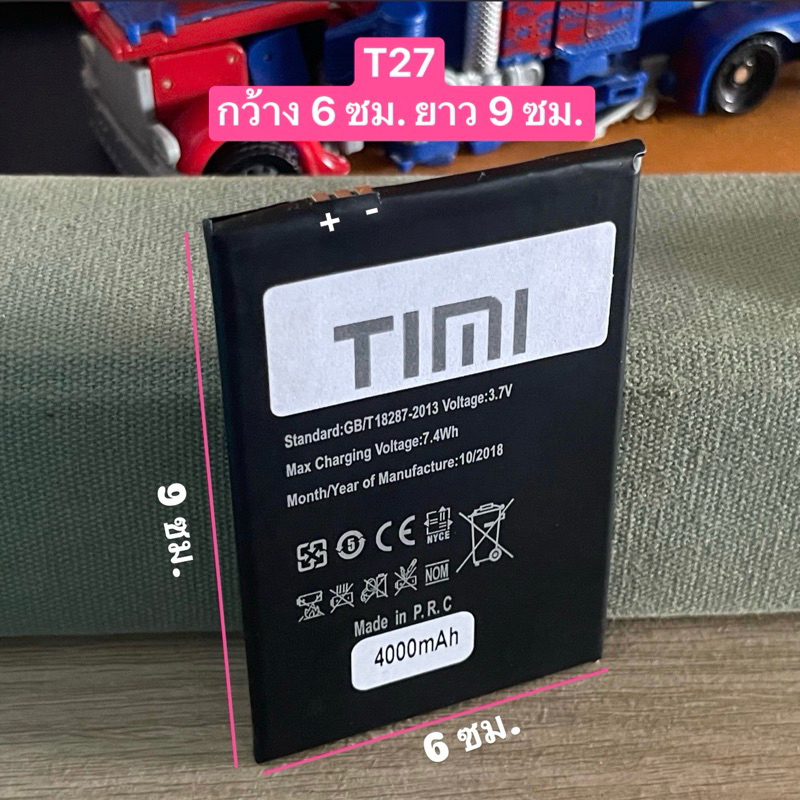 T27
กว้าง 6 ซม. ยาว 9 ซม.
+ -
TIMI
Standard:GB/T18287-2013 Voltage:3.7V
Max Charging Voltage:7.4Wh
Month/Year of Manufacture:10/2018
5 CE NYCE
NOM
Made in P.R.C
4000mAh
9 ซม.
6 ซม.